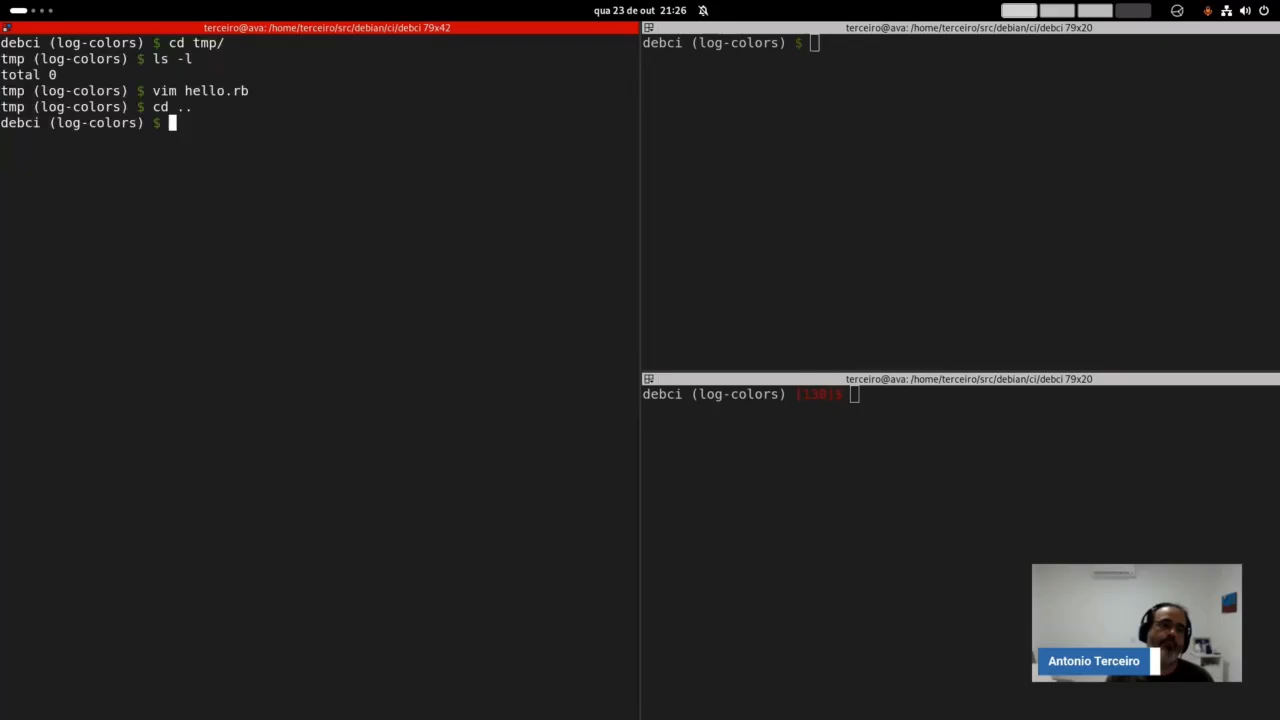 qua 23 de out 21:26
terceiro@ava: /home/terceiro/src/debian/ci/debci 79x42
debci (log-colors) $ cd tmp/
tmp (log-colors) $ ls -l
total 0
tmp (log-colors) $ vim hello.rb
tmp (log-colors) $ cd ..
debci (log-colors) $
terceiro@ava: /home/terceiro/src/debian/ci/debci 79x20
debci (log-colors) $
terceiro@ava: /home/terceiro/src/debian/ci/debci 79x20
debci (log-colors) [130]$
Antonio Terceiro